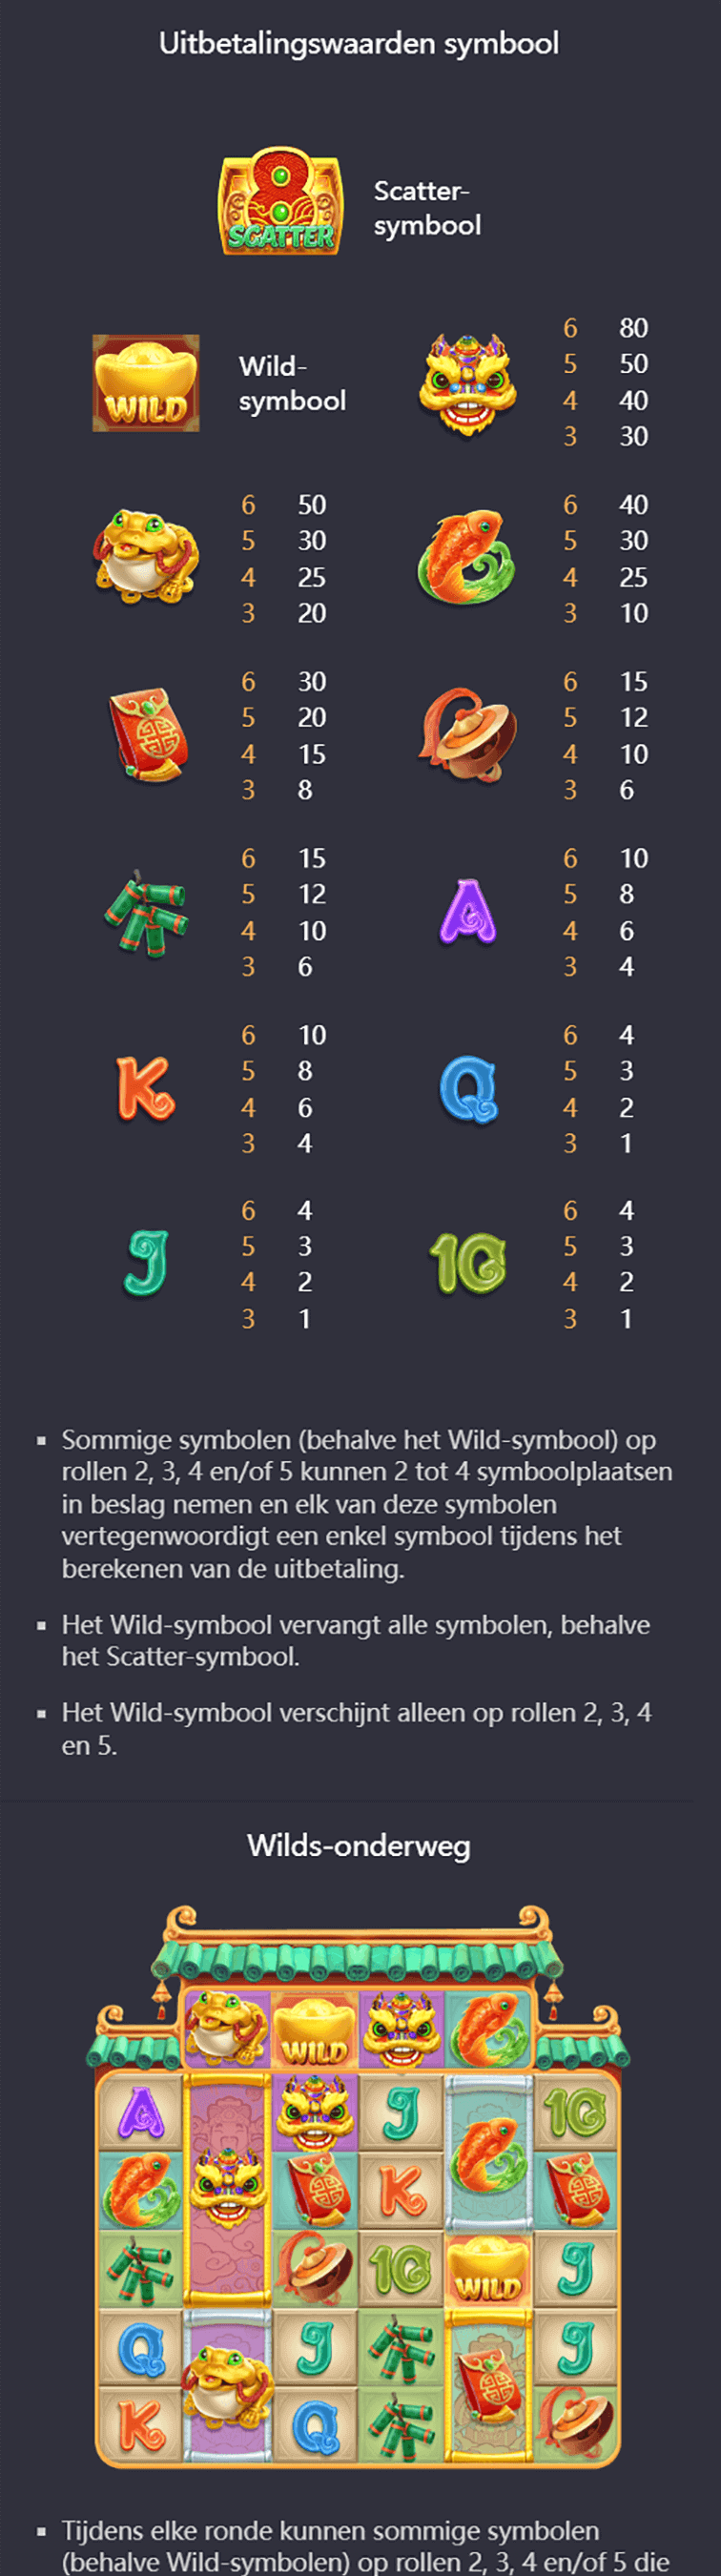 Uitbetalingswaarden symbool
SCATTER
Scatter-
symbool
WILD
Wild-
symbool
6 80
5 50
4 40
3 30
6 50
5 30
4 25
3 20
6 40
5 30
4 25
3 10
6 30
5 20
4 15
3 8
6 15
5 12
4 10
3 6
6 15
5 12
4 10
3 6
A
6 10
5 8
4 6
3 4
K
6 10
5 8
4 6
3 4
Q
6 4
5 3
4 2
3 1
J
6 4
5 3
4 2
3 1
10
6 4
5 3
4 2
3 1
▪ Sommige symbolen (behalve het Wild-symbool) op
rollen 2, 3, 4 en/of 5 kunnen 2 tot 4 symboolplaatsen
in beslag nemen en elk van deze symbolen
vertegenwoordigt een enkel symbool tijdens het
berekenen van de uitbetaling.
▪ Het Wild-symbool vervangt alle symbolen, behalve
het Scatter-symbool.
▪ Het Wild-symbool verschijnt alleen op rollen 2, 3, 4
en 5.
Wilds-onderweg
WILD
A J 10
K
10 WILD J
Q J J
K Q
▪ Tijdens elke ronde kunnen sommige symbolen
(behalve Wild-symbolen) op rollen 2, 3, 4 en/of 5 die